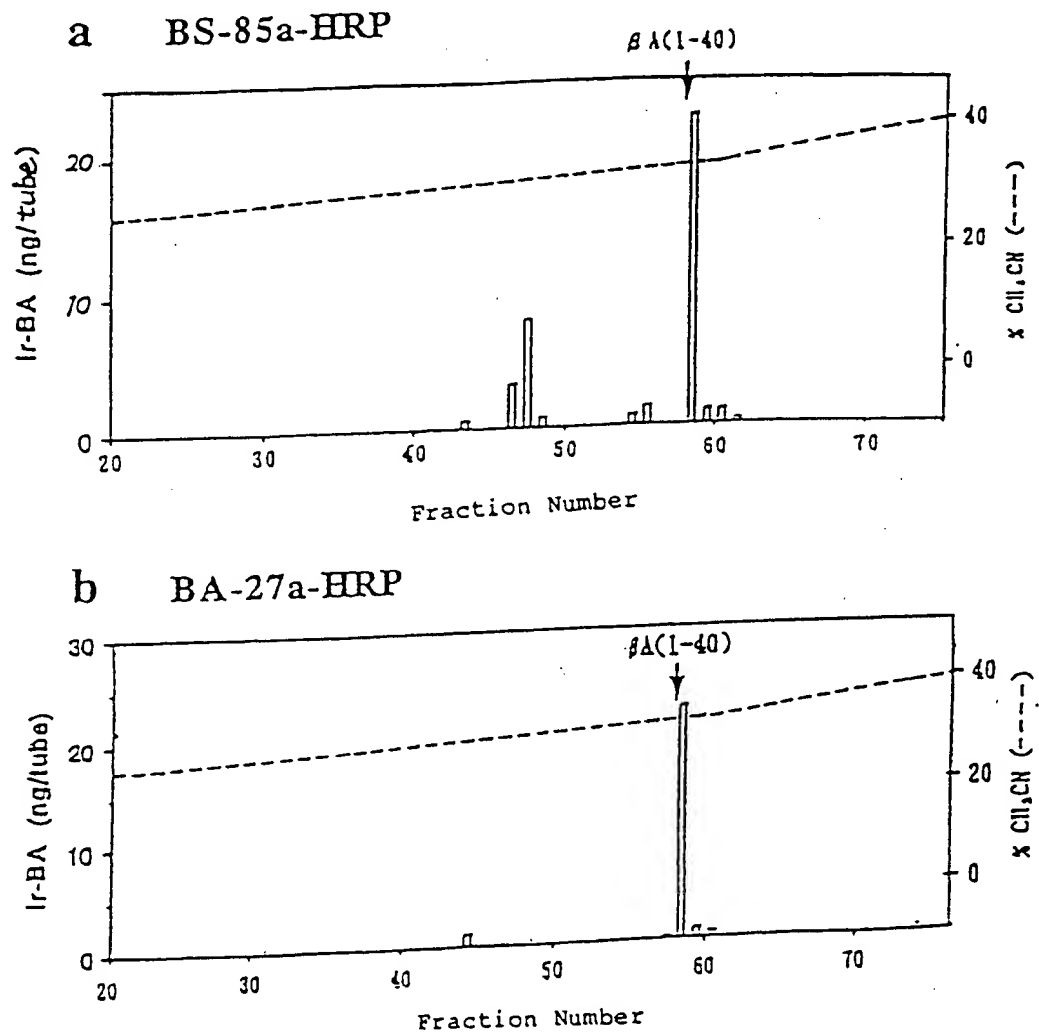 a BS-85a-HRP
βA(1-40)
Ir-BA (ng/tube)
20
10
0
40
20
0
% CH₃CN (---)
20 30 40 50 60 70
Fraction Number
b BA-27a-HRP
βA(1-40)
Ir-BA (ng/tube)
30
20
10
0
40
20
0
% CH₃CN (----)
20 30 40 50 60 70
Fraction Number